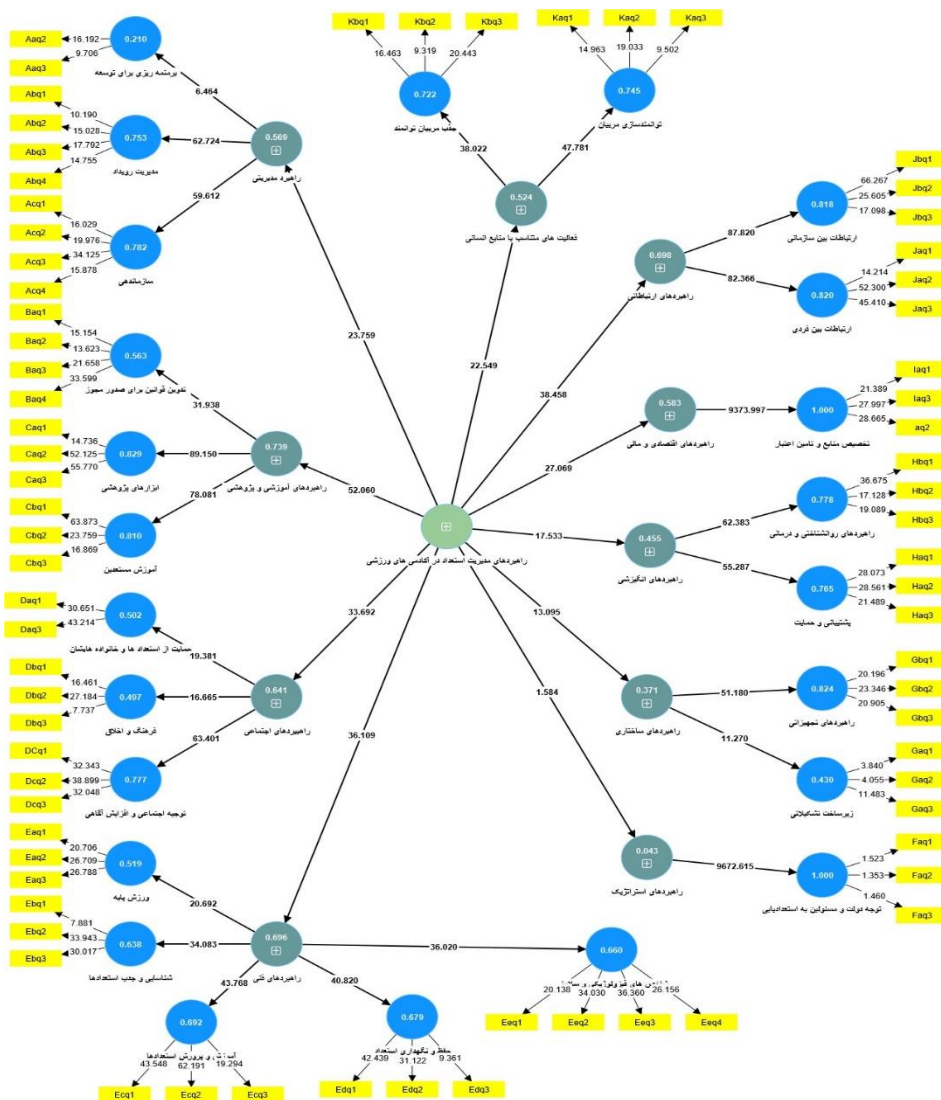 Kbq1
Kbq2
Kbq3
Kaq1
Kaq2
Kaq3
16.463
9.319
20.443
14.963
19.033
9.502
0.722
جذب مربیان توانمند
0.745
توانمندسازی مربیان
38.022
47.781
0.524
فعالیت های متناسب با منابع انسانی
22.549
Aaq2
Aaq3
16.192
9.706
0.210
برمتمه ریزی برای توسعه
6.464
Abq1
Abq2
Abq3
Abq4
10.190
15.028
17.792
14.755
0.753
مدیریت رویداد
62.724
0.569
راهبرد مدیریتی
59.612
Acq1
Acq2
Acq3
Acq4
16.029
19.976
34.125
15.878
0.782
سازماندهی
23.759
Baq1
Baq2
Baq3
Baq4
15.154
13.623
21.658
33.599
0.563
تدوین قوانین برای صدور مجوز
31.938
Caq1
Caq2
Caq3
14.736
52.125
55.770
0.829
ابزارهای پژوهشی
89.150
0.739
راهبردهای آموزشی و پژوهشی
78.081
52.060
Cbq1
Cbq2
Cbq3
63.873
23.759
16.869
0.810
آموزش مستعدین
راهبردهای مدیریت استعداد در آکادمی های ورزشی
Daq1
Daq3
30.651
43.214
0.502
حمایت از استعداد ها و خانواده هایشان
19.381
33.692
Dbq1
Dbq2
Dbq3
16.461
27.184
7.737
0.497
فرهنگ و اخلاق
16.665
0.641
راهبردهای اجتماعی
63.401
DCq1
Dcq2
Dcq3
32.343
38.899
32.048
0.777
توجیه اجتماعی و افزایش آگاهی
36.109
Eaq1
Eaq2
Eaq3
20.706
26.709
26.788
0.519
ورزش پایه
20.692
Ebq1
Ebq2
Ebq3
7.881
33.943
30.017
0.638
شناسایی و جذب استعدادها
34.083
0.696
راهبردهای فنی
43.768
40.820
36.020
0.692
و پرورش استعدادها
43.548
62.191
19.294
Ecq1
Ecq2
Ecq3
0.679
حفظ و نگهداری استعداد
42.439
31.122
9.361
Edq1
Edq2
Edq3
0.660
های فیزیولوژیکی و
20.138
34.030
36.360
26.156
Eeq1
Eeq2
Eeq3
Eeq4
Jbq1
Jbq2
Jbq3
66.267
25.605
17.098
0.818
ارتباطات بین سازمانی
87.820
0.698
راهبردهای ارتباطاتی
82.366
Jaq1
Jaq2
Jaq3
14.214
52.300
45.410
0.820
ارتباطات بین فردی
38.458
Iaq1
Iaq3
aq2
21.389
27.997
28.665
1.000
تخصیص منابع و تامین اعتبار
9373.997
0.583
راهبردهای اقتصادی و مالی
27.069
Hbq1
Hbq2
Hbq3
36.675
17.128
19.089
0.778
راهبردهای روانشناختی و درمانی
62.383
17.533
0.455
راهبردهای انگیزشی
55.287
Haq1
Haq2
Haq3
28.073
28.561
21.489
0.765
پشتیبانی و حمایت
13.095
Gbq1
Gbq2
Gbq3
20.196
23.346
20.905
0.824
راهبردهای تجهیزاتی
51.180
0.371
راهبردهای ساختاری
11.270
Gaq1
Gaq2
Gaq3
3.840
4.055
11.483
0.430
زیرساخت تشکیلاتی
1.584
0.043
راهبردهای استراتژیک
9672.615
1.000
توجه دولت و مسئولین به استعدادیابی
Faq1
Faq2
Faq3
1.523
1.353
1.460